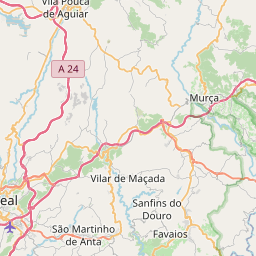 Vila Pouca
de Aguiar
A 24
Murça
Vilar de Maçada
eal
Sanfins do
Douro
São Martinho
de Anta
Favaios